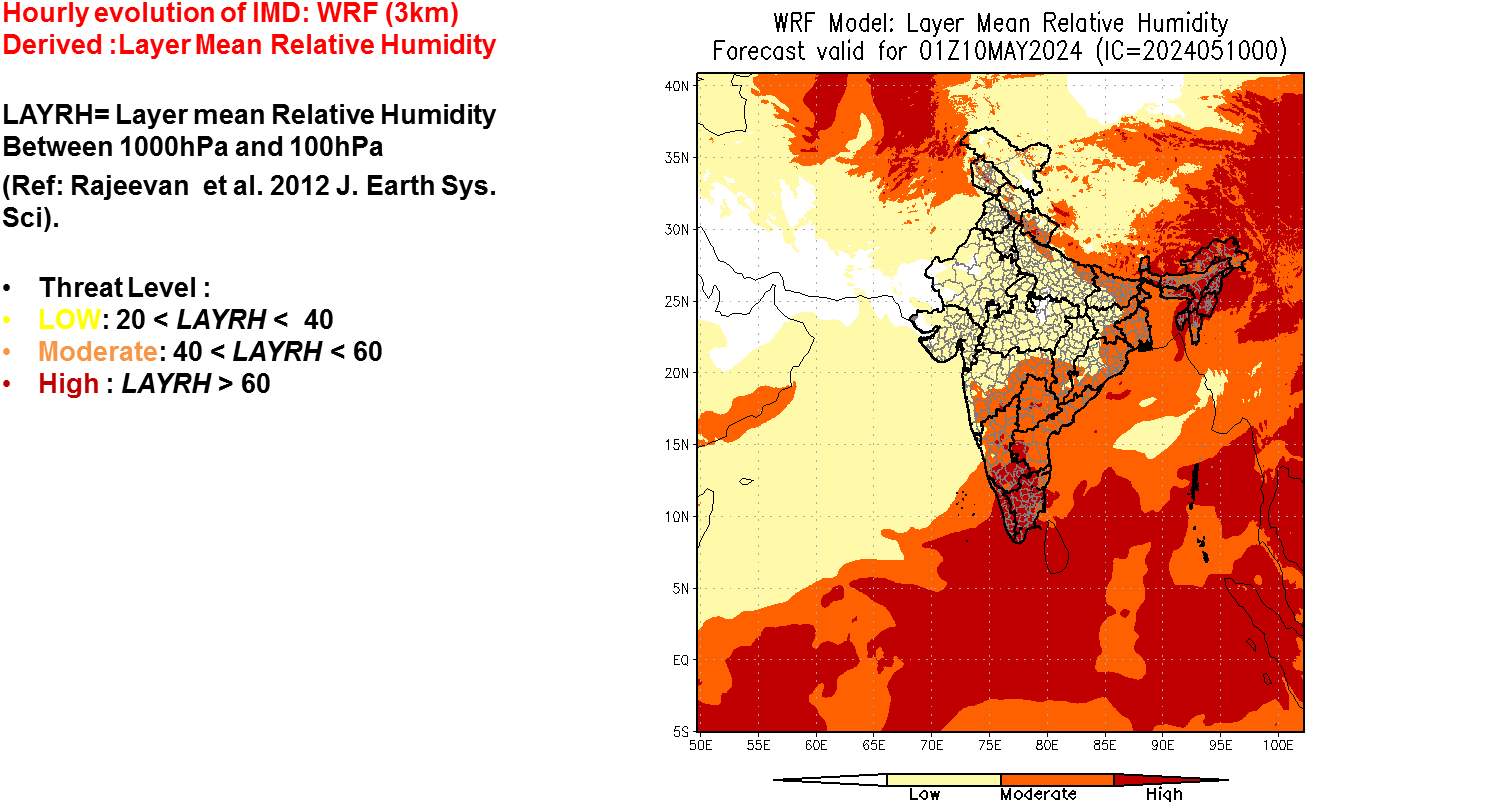 Hourly evolution of IMD: WRF (3km)
Derived :Layer Mean Relative Humidity
LAYRH= Layer mean Relative Humidity
Between 1000hPa and 100hPa
(Ref: Rajeevan et al. 2012 J. Earth Sys.
Sci).
• Threat Level :
• LOW: 20 < LAYRH < 40
• Moderate: 40 < LAYRH < 60
• High : LAYRH > 60
WRF Model: Layer Mean Relative Humidity
Forecast valid for 01Z10MAY2024 (IC=2024051000)
40N
35N
30N
25N
20N
15N
10N
5N
EQ
5S
50E 55E 60E 65E 70E 75E 80E 85E 90E 95E 100E
Low Moderate High